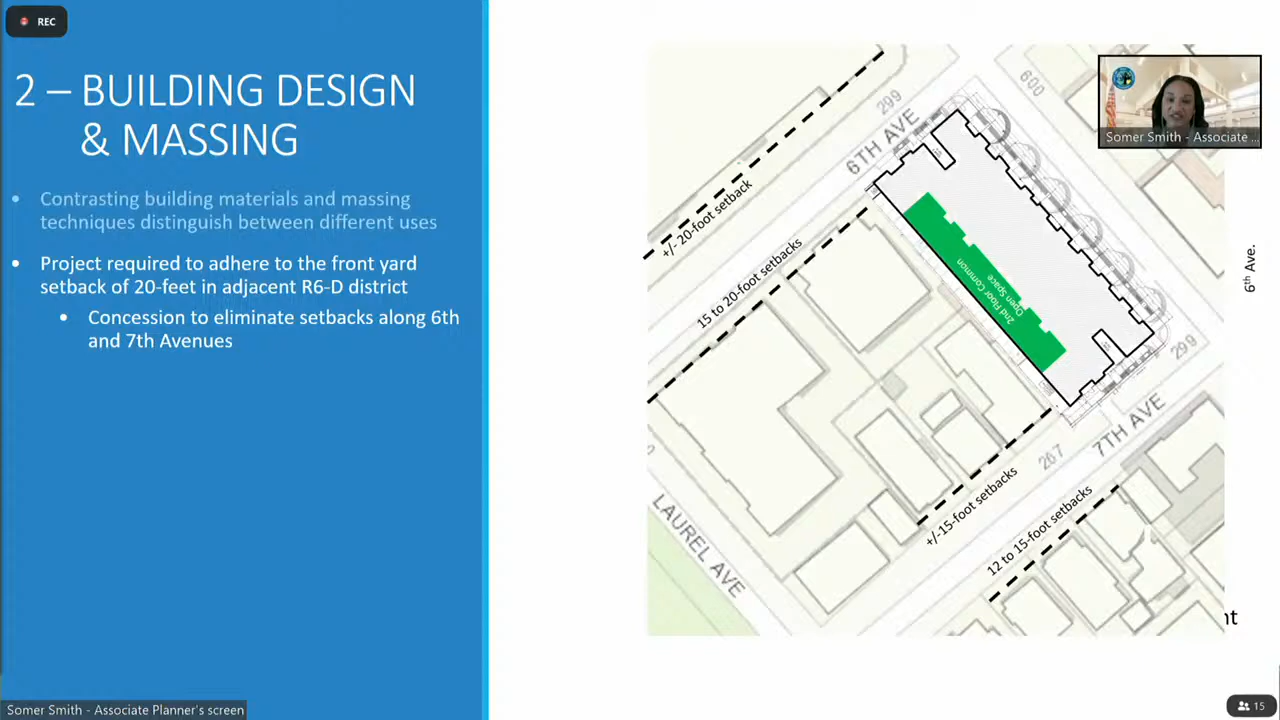 REC
2 – BUILDING DESIGN
& MASSING
• Contrasting building materials and massing
techniques distinguish between different uses
• Project required to adhere to the front yard
setback of 20-feet in adjacent R6-D district
• Concession to eliminate setbacks along 6th
and 7th Avenues
Somer Smith - Associate Planner's screen
+/- 20-foot setback
15 to 20-foot setbacks
6TH AVE
299
600
2nd Floor Common
Open Space
299
7TH AVE
267
+/-15-foot setbacks
12 to 15-foot setbacks
LAUREL AVE
Somer Smith - Associate ...
6th Ave.
nt
15